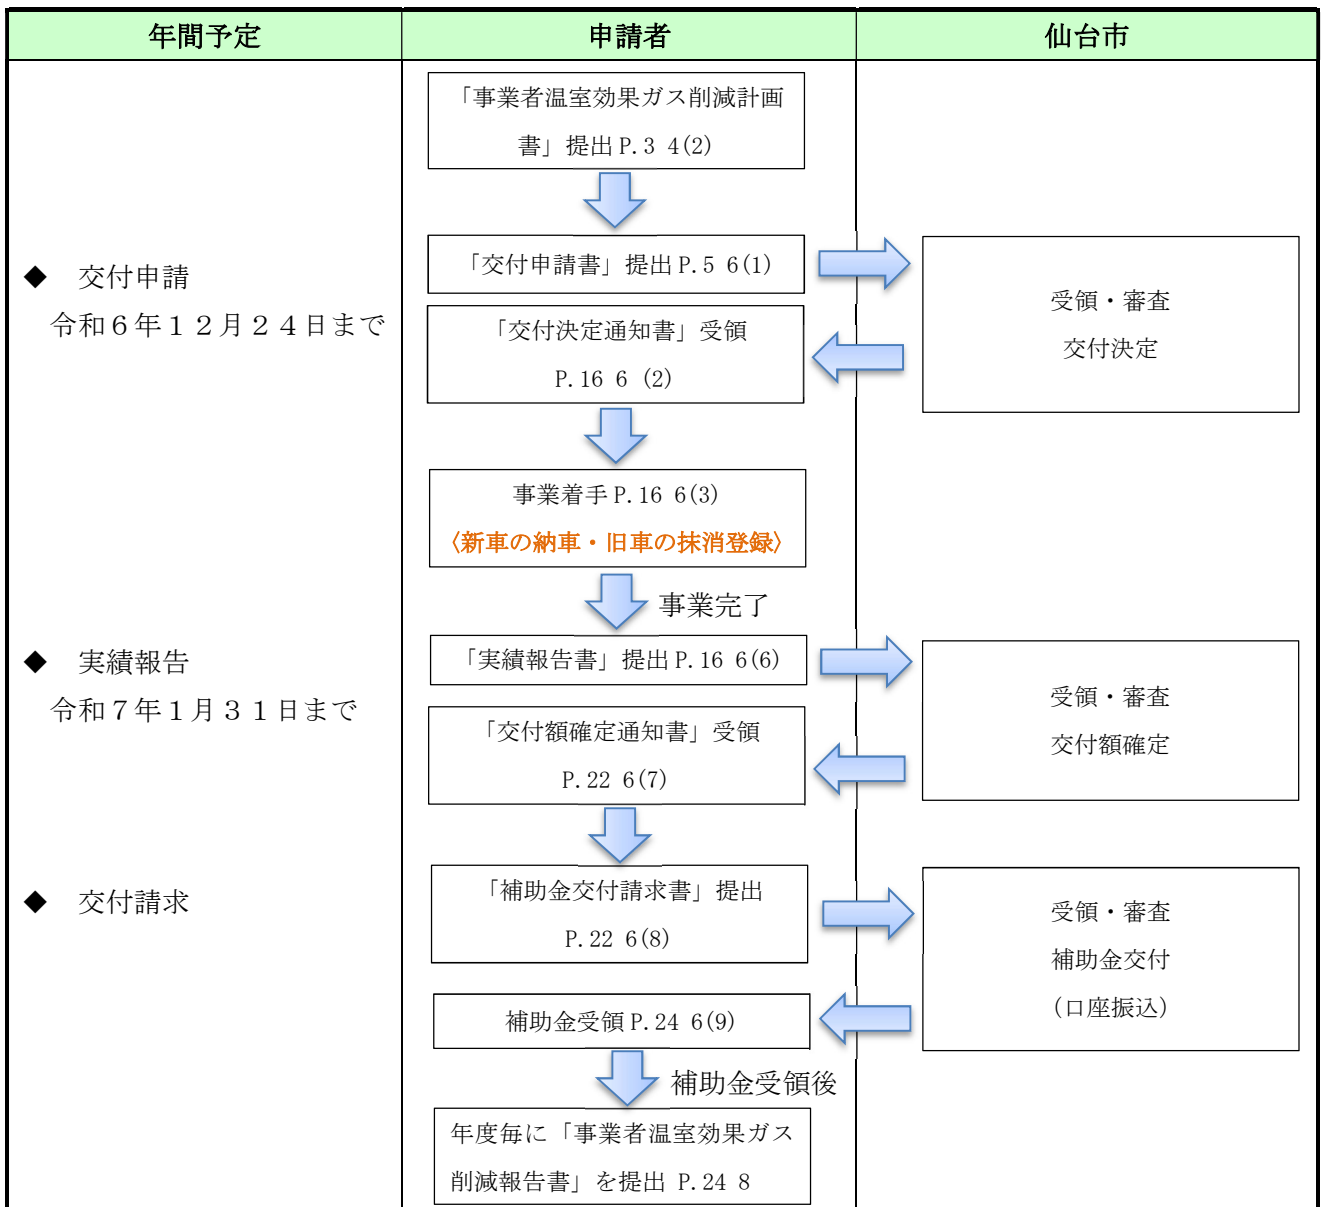 年間予定
申請者
仙台市
「事業者温室効果ガス削減計画
書」提出 P.3 4(2)
◆ 交付申請
令和６年１２月２４日まで
「交付申請書」提出 P.5 6(1)
「交付決定通知書」受領
P.16 6 (2)
受領・審査
交付決定
事業着手 P.16 6(3)
〈新車の納車・旧車の抹消登録〉
事業完了
◆ 実績報告
令和７年１月３１日まで
「実績報告書」提出 P.16 6(6)
「交付額確定通知書」受領
P.22 6(7)
受領・審査
交付額確定
◆ 交付請求
「補助金交付請求書」提出
P.22 6(8)
受領・審査
補助金交付
（口座振込）
補助金受領 P.24 6(9)
補助金受領後
年度毎に「事業者温室効果ガス
削減報告書」を提出 P.24 8